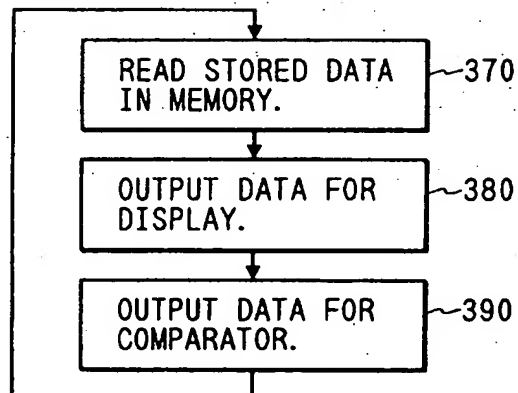 READ STORED DATA
IN MEMORY.
370
OUTPUT DATA FOR
DISPLAY.
380
OUTPUT DATA FOR
COMPARATOR.
390